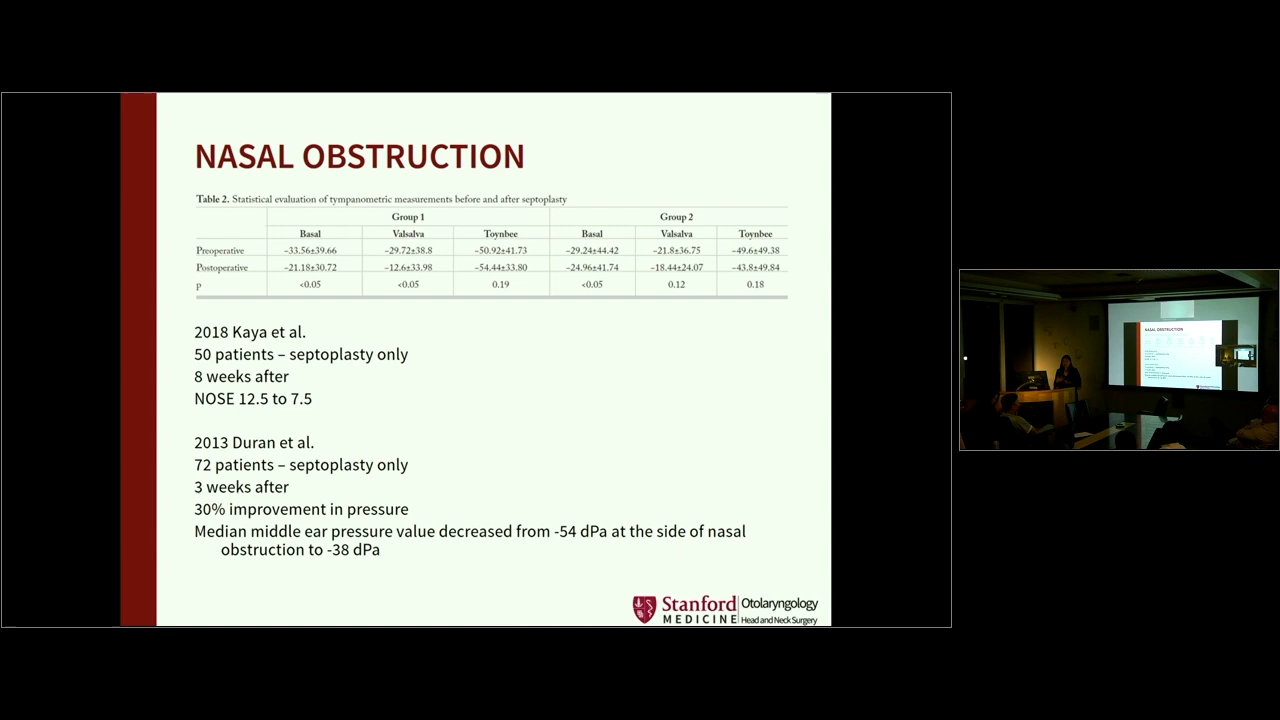 NASAL OBSTRUCTION
Table 2. Statistical evaluation of tympanometric measurements before and after septoplasty
Group 1 Group 2
Basal Valsalva Toynbee Basal Valsalva Toynbee
Preoperative −33.56±39.66 −29.72±38.8 −50.92±41.73 −29.24±44.42 −21.8±36.75 −49.6±49.38
Postoperative −21.18±30.72 −12.6±33.98 −54.44±33.80 −24.96±41.74 −18.44±24.07 −43.8±49.84
p <0.05 <0.05 0.19 <0.05 0.12 0.18
2018 Kaya et al.
50 patients – septoplasty only
8 weeks after
NOSE 12.5 to 7.5
2013 Duran et al.
72 patients – septoplasty only
3 weeks after
30% improvement in pressure
Median middle ear pressure value decreased from -54 dPa at the side of nasal
obstruction to -38 dPa
Stanford
MEDICINE
Otolaryngology
Head and Neck Surgery
NASAL OBSTRUCTION